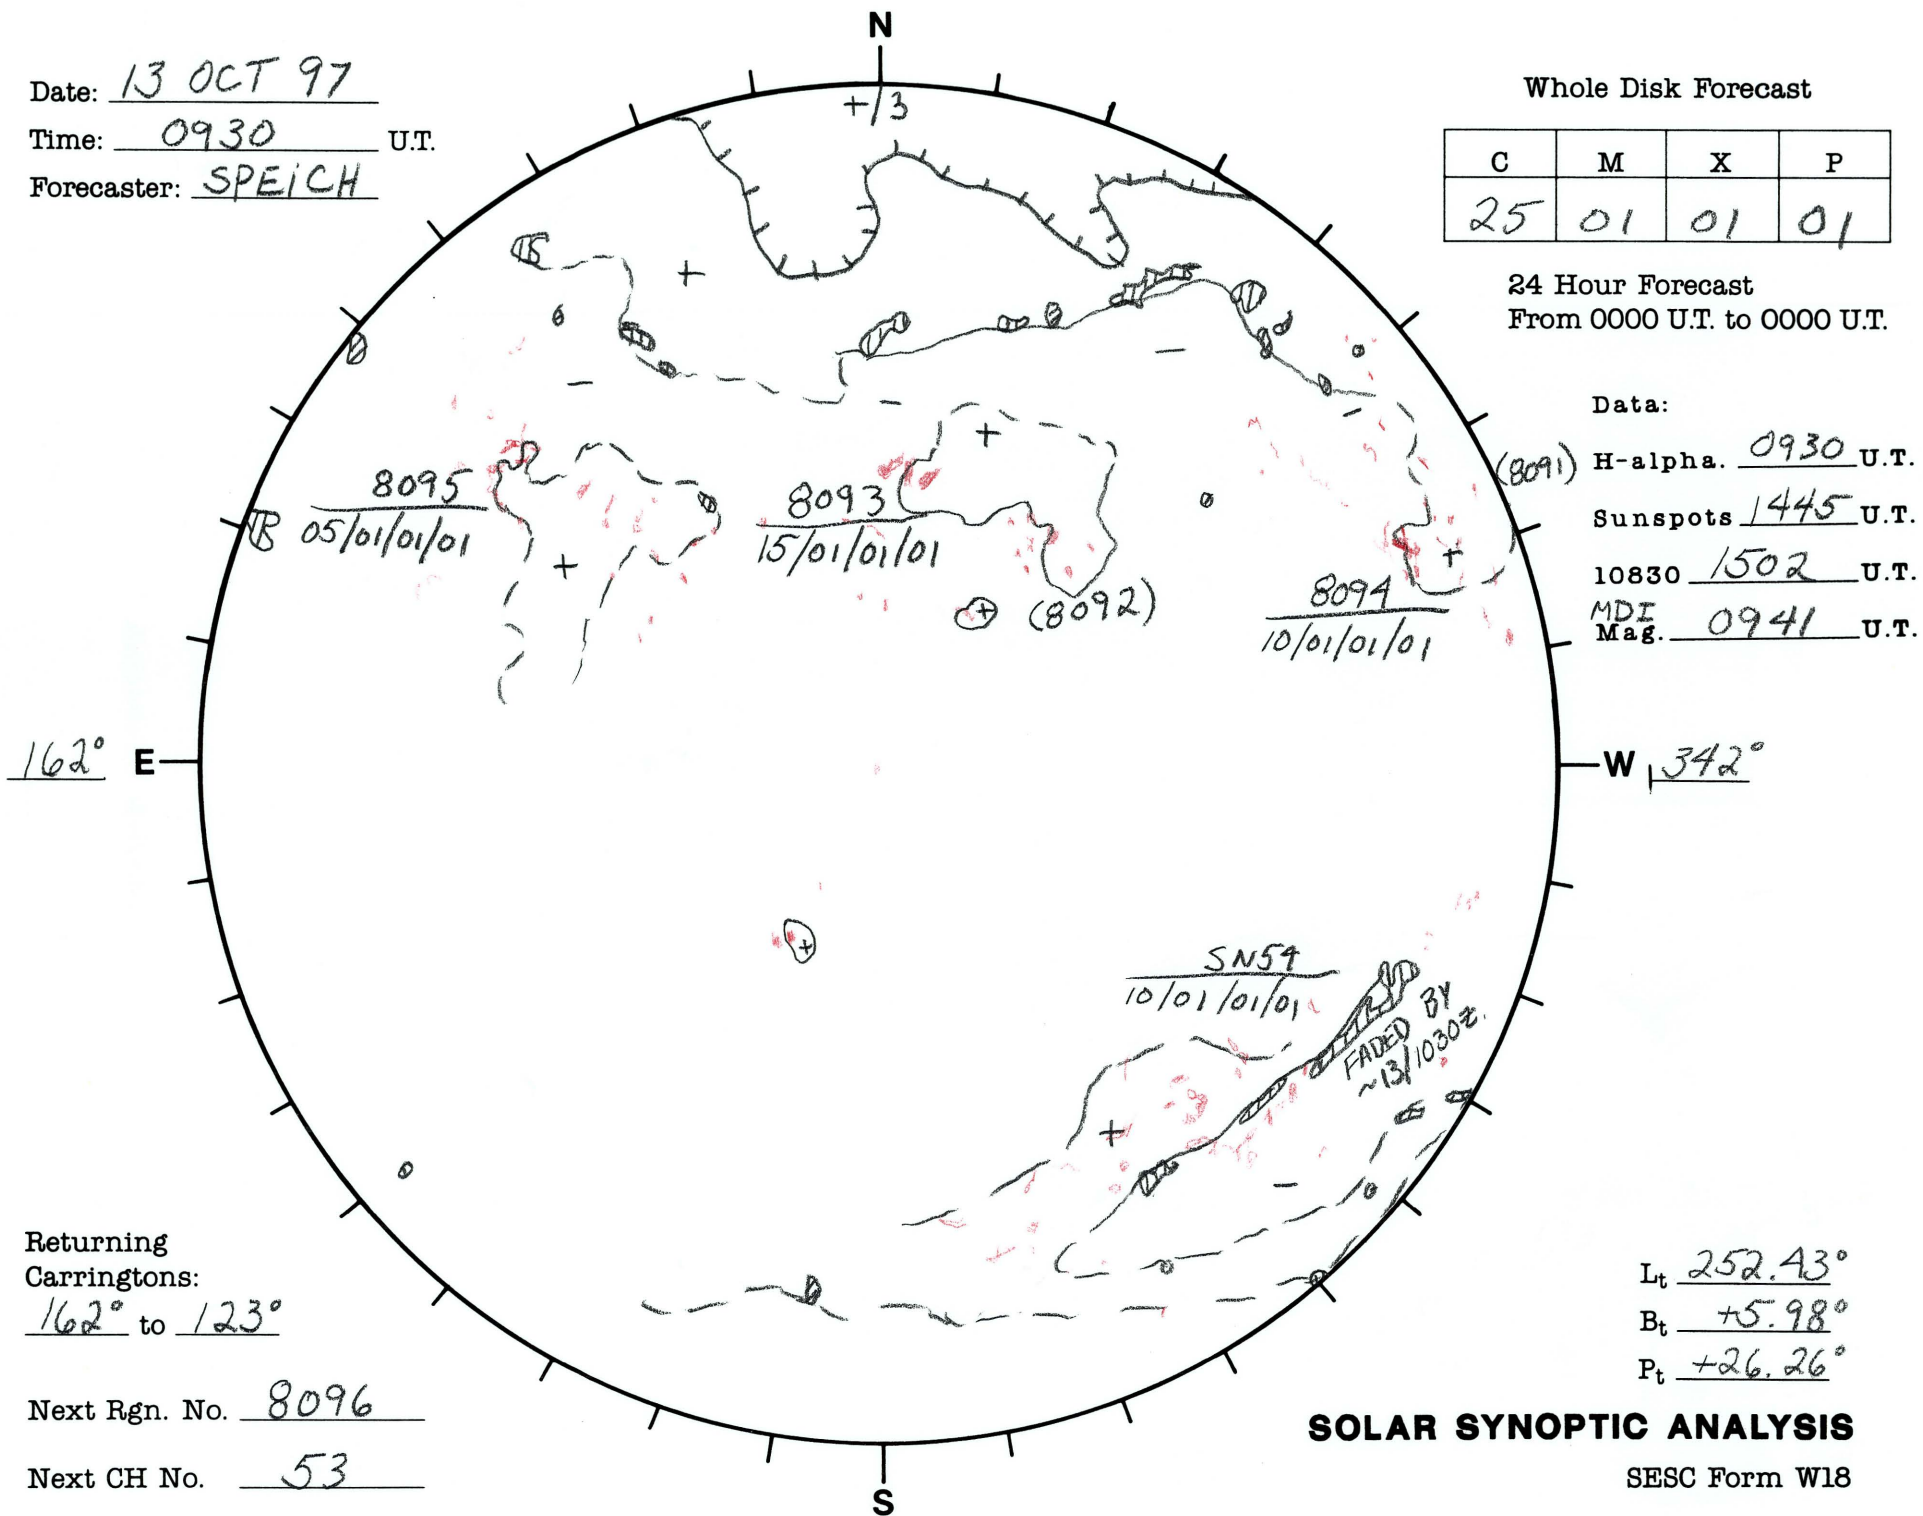 N
Date: 13 OCT 97
Time: 0930 U.T.
Forecaster: SPEICH
+/3
Whole Disk Forecast
C M X P
25 01 01 01
24 Hour Forecast
From 0000 U.T. to 0000 U.T.
Data:
(8091)
H-alpha. 0930 U.T.
Sunspots 1445 U.T.
10830 1502 U.T.
MDI
Mag. 0941 U.T.
8095
05/01/01/01
8093
15/01/01/01
(8092)
8094
10/01/01/01
162° E
W 342°
SN54
10/01/01/01
FADED BY
~13/1030Z.
Returning
Carringtons:
162° to 123°
Next Rgn. No. 8096
Next CH No. 53
Lt 252.43°
Bt +5.98°
Pt +26.26°
SOLAR SYNOPTIC ANALYSIS
SESC Form W18
S